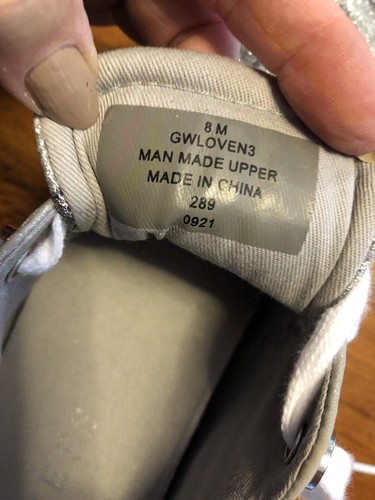 8 M
GWLOVEN3
MAN MADE UPPER
MADE IN CHINA
289
0921